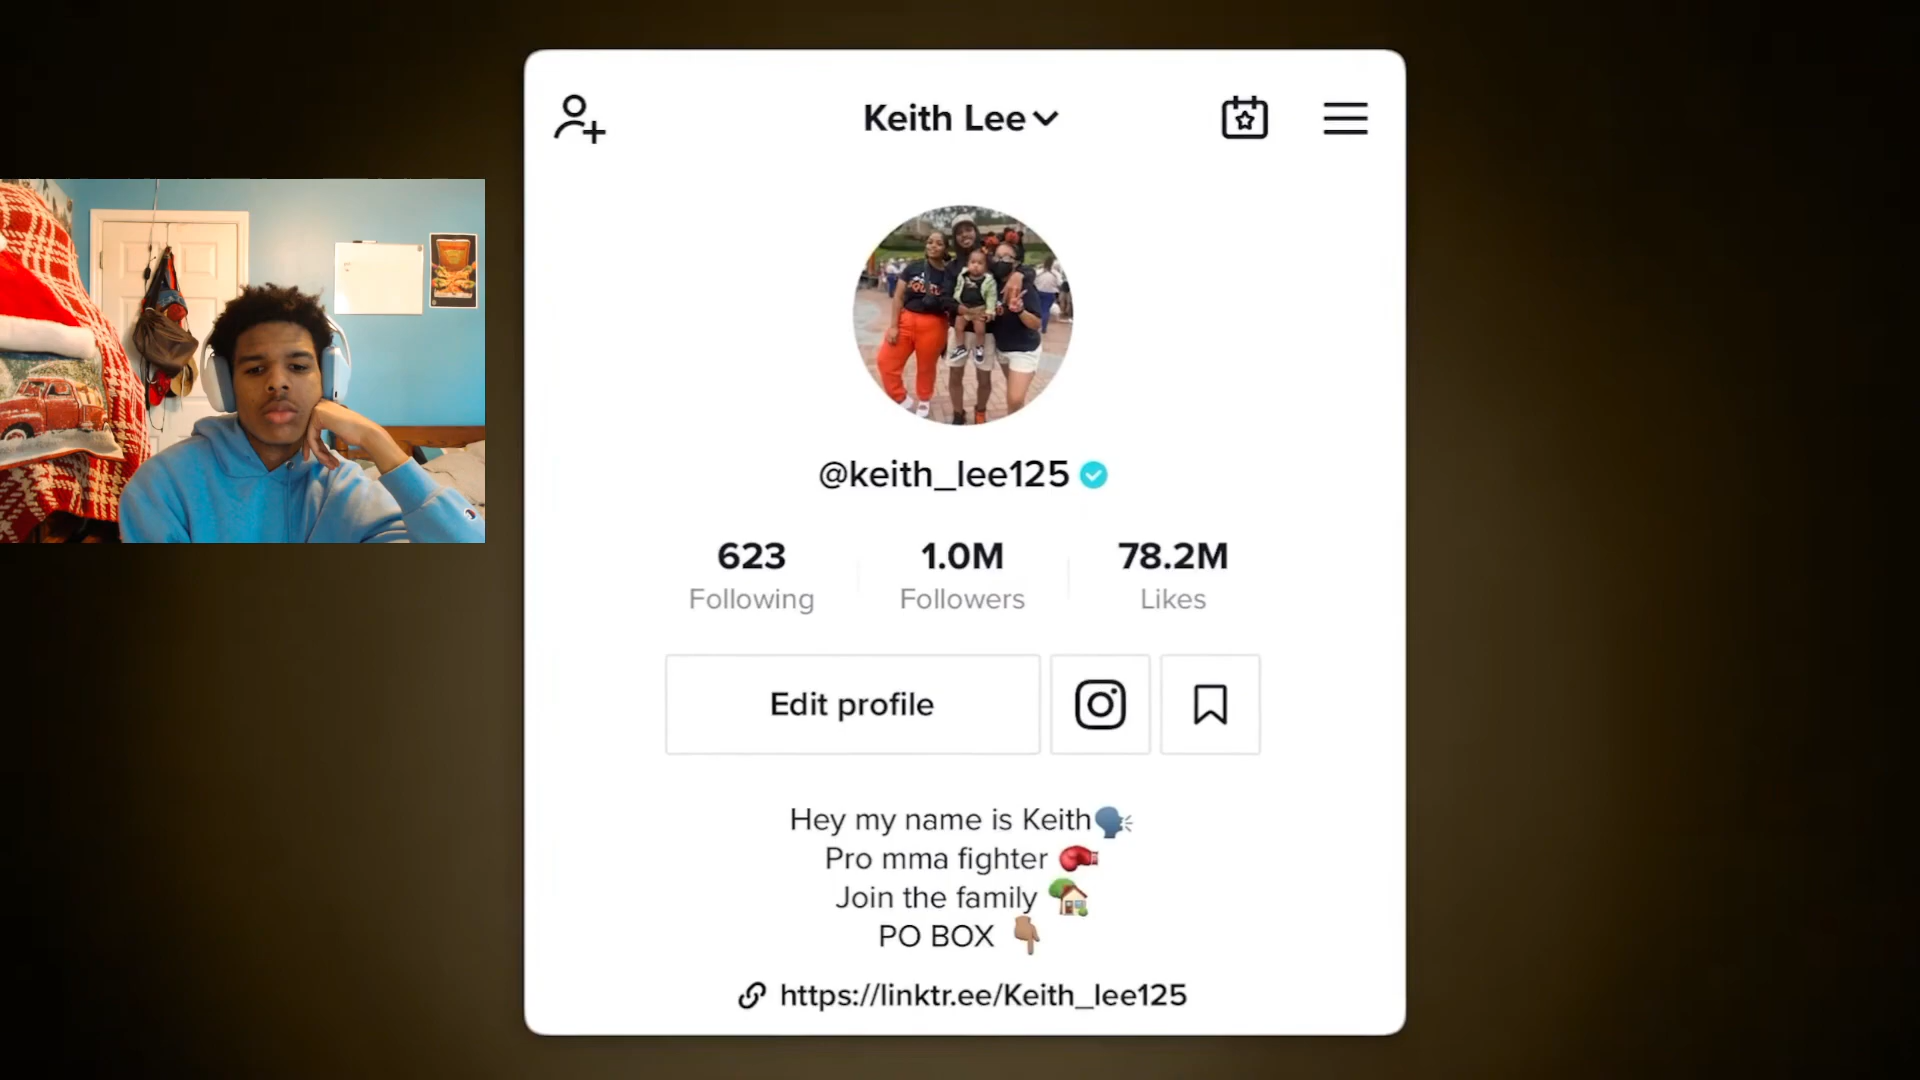 Keith Lee
@keith_lee125
623
1.0M
78.2M
Following
Followers
Likes
Edit profile
Hey my name is Keith🗣️
Pro mma fighter 🥊
Join the family 🏡
PO BOX 👇🏽
https://linktr.ee/Keith_lee125